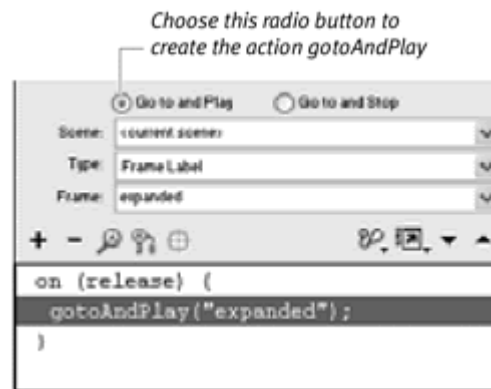 Choose this radio button to
create the action gotoAndPlay
Go to and Play Go to and Stop
Scene: <current scene>
Type: Frame Label
Frame: expanded
on (release) {
gotoAndPlay("expanded");
}